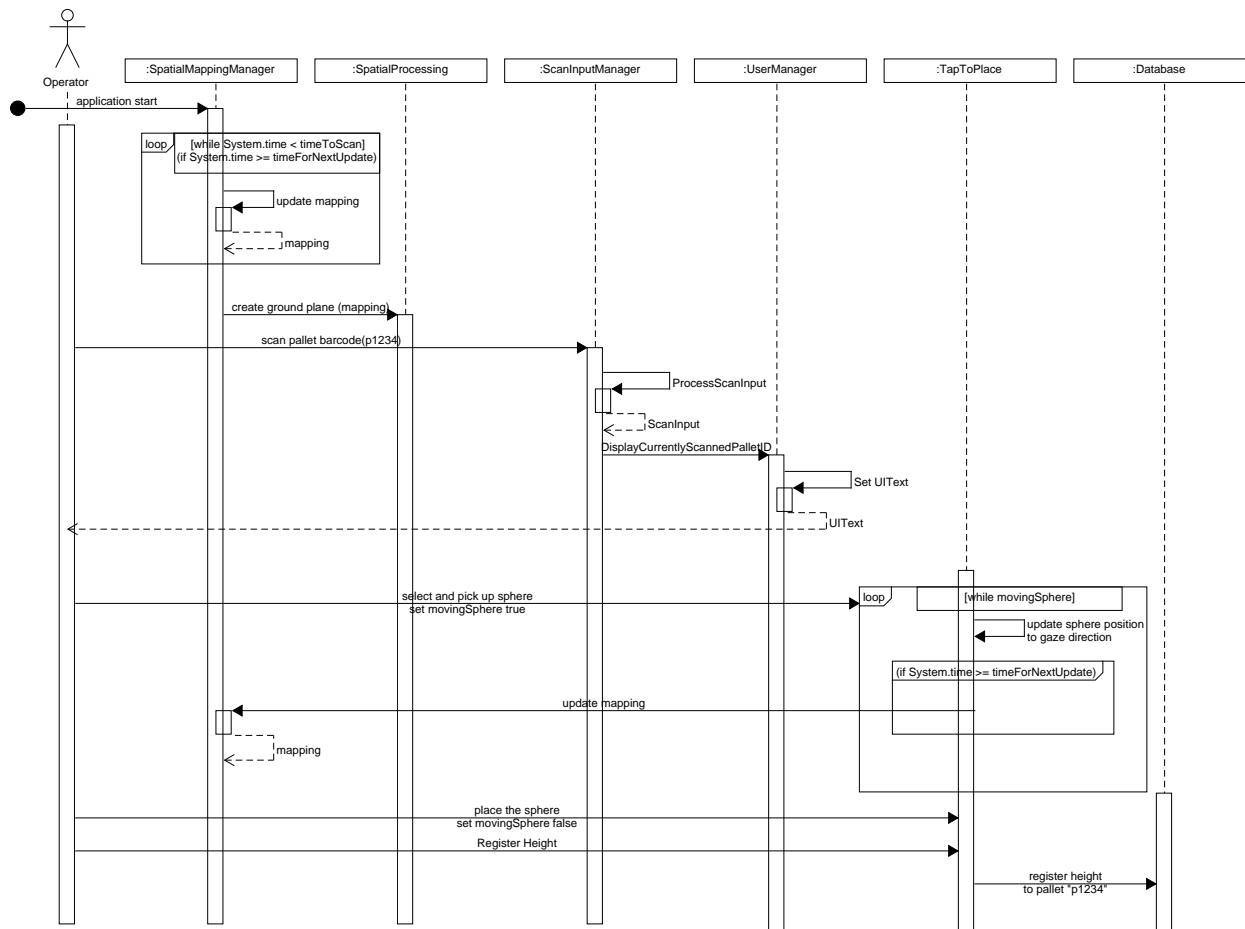 Operator
:SpatialMappingManager
:SpatialProcessing
:ScanInputManager
:UserManager
:TapToPlace
:Database
application start
loop
[while System.time < timeToScan]
(if System.time >= timeForNextUpdate)
update mapping
mapping
create ground plane (mapping)
scan pallet barcode(p1234)
ProcessScanInput
ScanInput
DisplayCurrentlyScannedPalletID
Set UIText
UIText
select and pick up sphere
set movingSphere true
loop
[while movingSphere]
update sphere position
to gaze direction
(if System.time >= timeForNextUpdate)
update mapping
mapping
place the sphere
set movingSphere false
Register Height
register height
to pallet "p1234"